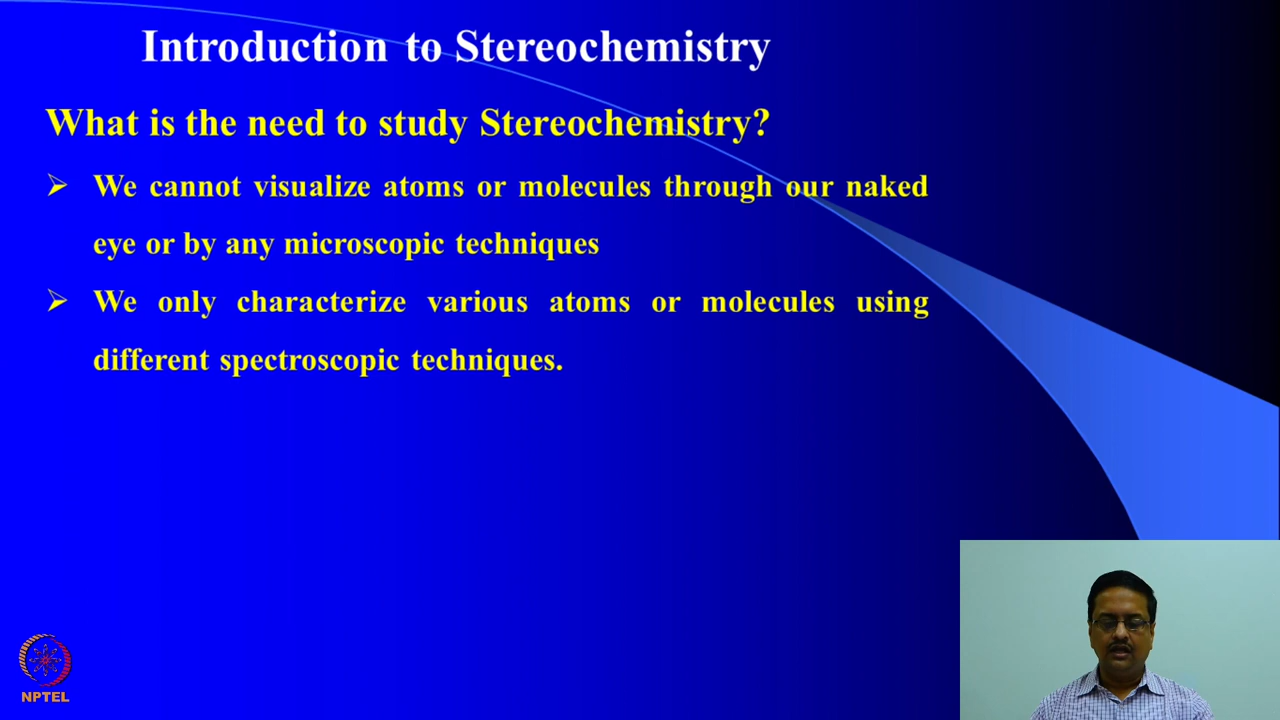 Introduction to Stereochemistry
What is the need to study Stereochemistry?
We cannot visualize atoms or molecules through our naked
eye or by any microscopic techniques
We only characterize various atoms or molecules using
different spectroscopic techniques.
NPTEL